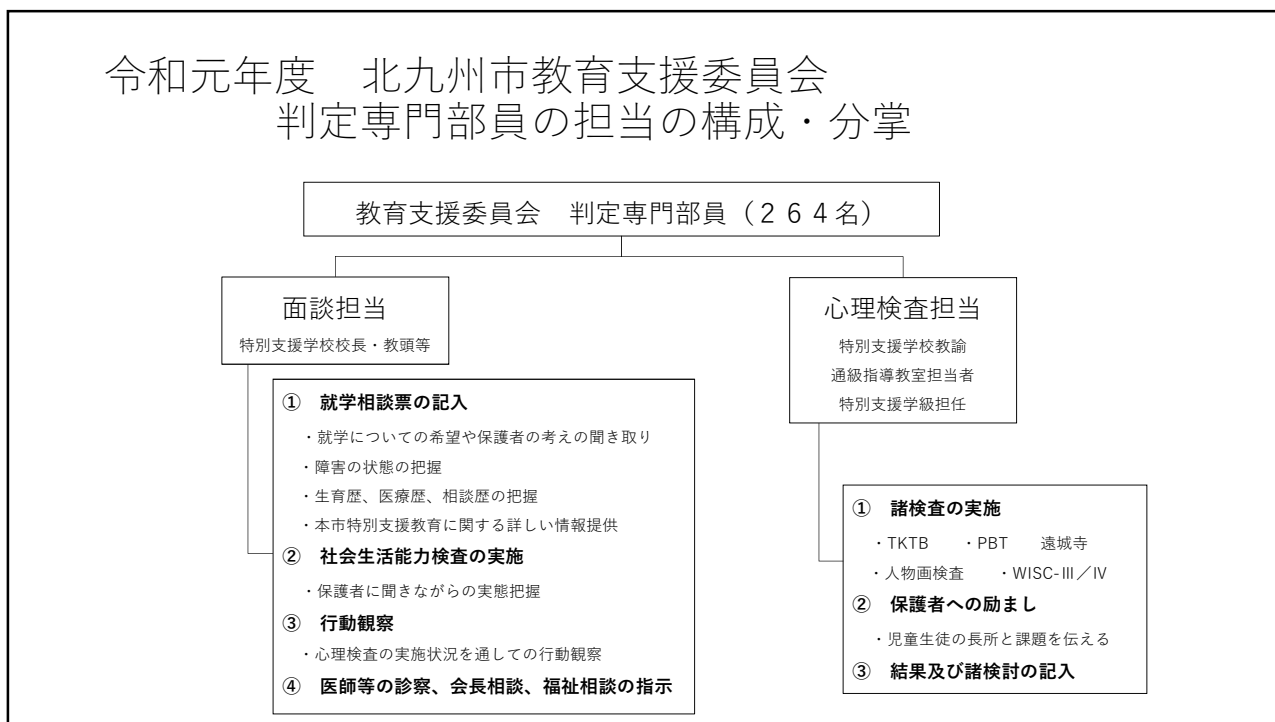 令和元年度　北九州市教育支援委員会
判定専門部員の担当の構成・分掌
教育支援委員会　判定専門部員（２６４名）
面談担当
特別支援学校校長・教頭等
①　就学相談票の記入
・就学についての希望や保護者の考えの聞き取り
・障害の状態の把握
・生育歴、医療歴、相談歴の把握
・本市特別支援教育に関する詳しい情報提供
②　社会生活能力検査の実施
・保護者に聞きながらの実態把握
③　行動観察
・心理検査の実施状況を通しての行動観察
④　医師等の診察、会長相談、福祉相談の指示
心理検査担当
特別支援学校教諭
通級指導教室担当者
特別支援学級担任
①　諸検査の実施
・TKTB　・PBT　遠城寺
・人物画検査　・WISC-Ⅲ／Ⅳ
②　保護者への励まし
・児童生徒の長所と課題を伝える
③　結果及び諸検討の記入